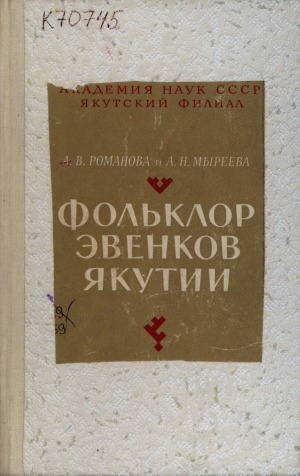 К70745
АКАДЕМИЯ НАУК СССР
ЯКУТСКИЙ ФИЛИАЛ
А. В. РОМАНОВА и А. Н. МЫРЕЕВА
ФОЛЬКЛОР
ЭВЕНКОВ
ЯКУТИИ